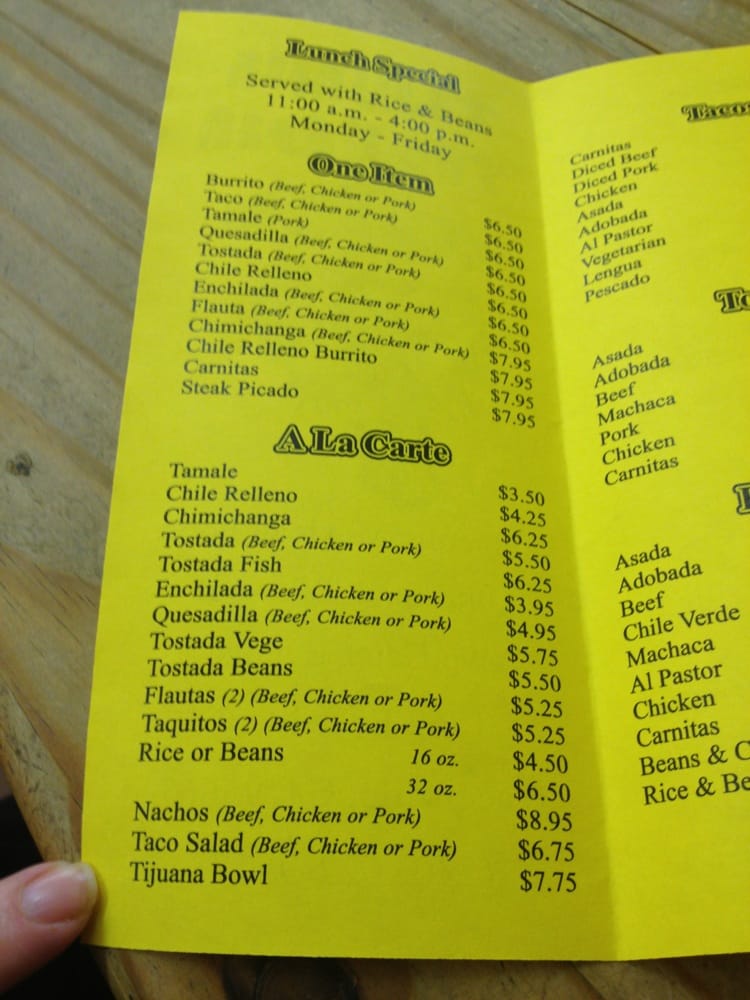 Lunch Special
Served with Rice & Beans
11:00 a.m. - 4:00 p.m.
Monday - Friday
One Item
Burrito (Beef, Chicken or Pork) $6.50
Taco (Beef, Chicken or Pork) $6.50
Tamale (Pork) $6.50
Quesadilla (Beef, Chicken or Pork) $6.50
Tostada (Beef, Chicken or Pork) $6.50
Chile Relleno $6.50
Enchilada (Beef, Chicken or Pork) $6.50
Flauta (Beef, Chicken or Pork) $6.50
Chimichanga (Beef, Chicken or Pork) $7.95
Chile Relleno Burrito $7.95
Carnitas $7.95
Steak Picado $7.95
A La Carte
Tamale $3.50
Chile Relleno $4.25
Chimichanga $6.25
Tostada (Beef, Chicken or Pork) $5.50
Tostada Fish $6.25
Enchilada (Beef, Chicken or Pork) $3.95
Quesadilla (Beef, Chicken or Pork) $4.95
Tostada Vege $5.75
Tostada Beans $5.50
Flautas (2) (Beef, Chicken or Pork) $5.25
Taquitos (2) (Beef, Chicken or Pork) $5.25
Rice or Beans 16 oz. $4.50
32 oz. $6.50
Nachos (Beef, Chicken or Pork) $8.95
Taco Salad (Beef, Chicken or Pork) $6.75
Tijuana Bowl $7.75
Tacos
Carnitas
Diced Beef
Diced Pork
Chicken
Asada
Adobada
Al Pastor
Vegetarian
Lengua
Pescado
To
Asada
Adobada
Beef
Machaca
Pork
Chicken
Carnitas
Asada
Adobada
Beef
Chile Verde
Machaca
Al Pastor
Chicken
Carnitas
Beans & C
Rice & Be